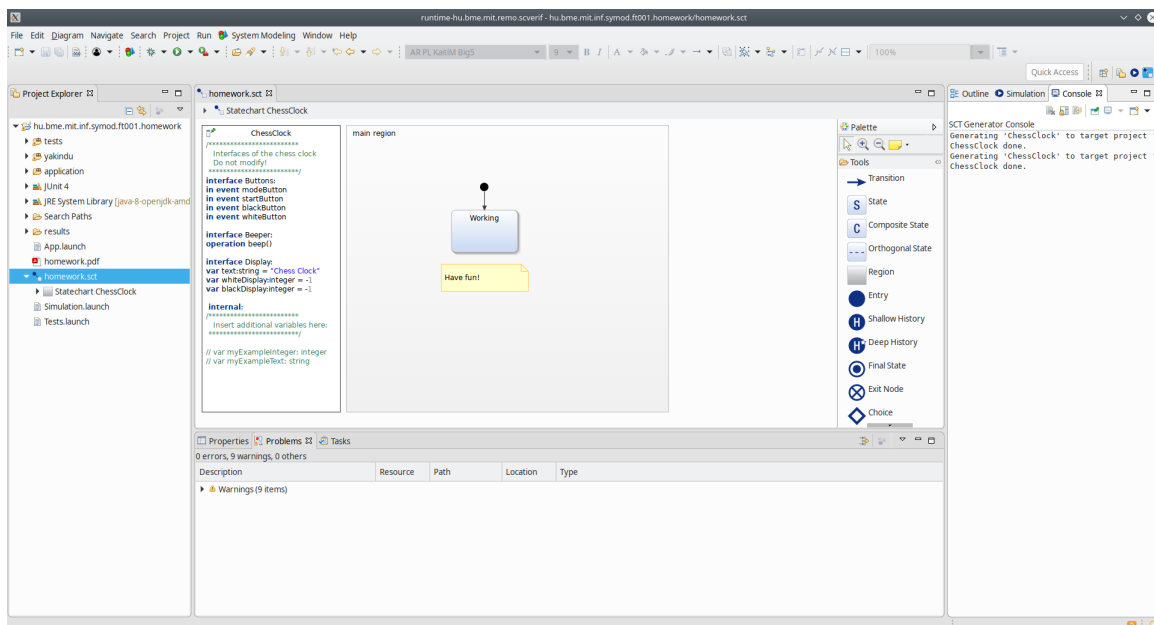 runtime-hu.bme.mit.remo.scverif - hu.bme.mit.inf.symod.ft001.homework/homework.sct
File Edit Diagram Navigate Search Project Run System Modeling Window Help
AR PL KaitiM Big5 9 B I A 100%
Quick Access
Project Explorer
hu.bme.mit.inf.symod.ft001.homework
tests
yakindu
application
JUnit 4
JRE System Library [java-8-openjdk-amd
Search Paths
results
App.launch
homework.pdf
homework.sct
Statechart ChessClock
Simulation.launch
Tests.launch
homework.sct
Statechart ChessClock
ChessClock
/*************************
Interfaces of the chess clock
Do not modify!
*************************/
interface Buttons:
in event modeButton
in event startButton
in event blackButton
in event whiteButton
interface Beeper:
operation beep()
interface Display:
var text:string = "Chess Clock"
var whiteDisplay:integer = -1
var blackDisplay:integer = -1
internal:
/*************************
Insert additional variables here:
*************************/
// var myExampleInteger: integer
// var myExampleText: string
main region
Working
Have fun!
Palette
Tools
Transition
S State
C Composite State
Orthogonal State
Region
Entry
H Shallow History
H* Deep History
Final State
Exit Node
Choice
Properties Problems Tasks
0 errors, 9 warnings, 0 others
Description Resource Path Location Type
Warnings (9 items)
Outline Simulation Console
SCT Generator Console
Generating 'ChessClock' to target project '
ChessClock done.
Generating 'ChessClock' to target project '
ChessClock done.